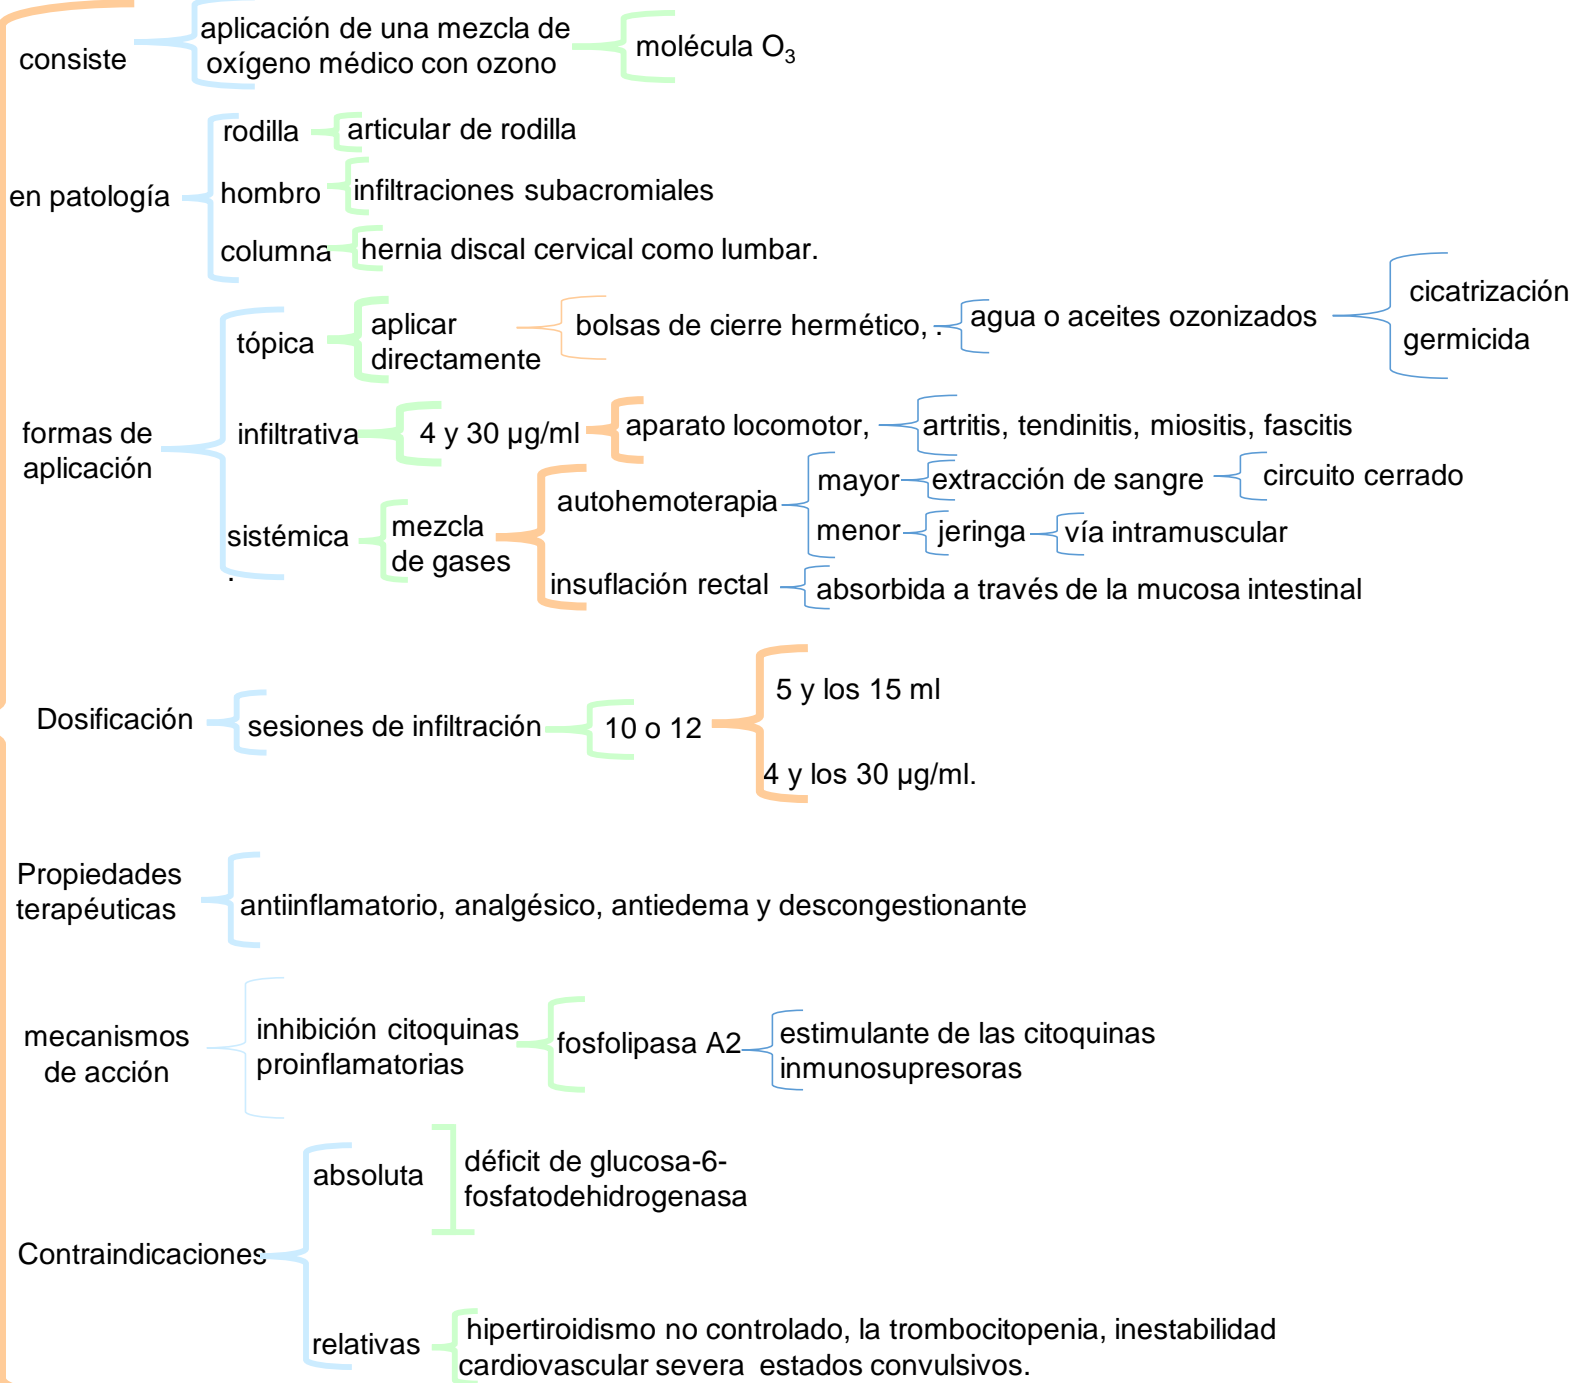 consiste
aplicación de una mezcla de
oxígeno médico con ozono
molécula O₃
en patología
rodilla
articular de rodilla
hombro
infiltraciones subacromiales
columna
hernia discal cervical como lumbar.
formas de
aplicación
tópica
aplicar
directamente
bolsas de cierre hermético, .
agua o aceites ozonizados
cicatrización
germicida
infiltrativa
4 y 30 µg/ml
aparato locomotor,
artritis, tendinitis, miositis, fascitis
sistémica
.
mezcla
de gases
autohemoterapia
mayor
extracción de sangre
circuito cerrado
menor
jeringa
vía intramuscular
insuflación rectal
absorbida a través de la mucosa intestinal
Dosificación
sesiones de infiltración
10 o 12
5 y los 15 ml
4 y los 30 µg/ml.
Propiedades
terapéuticas
antiinflamatorio, analgésico, antiedema y descongestionante
mecanismos
de acción
inhibición citoquinas
proinflamatorias
fosfolipasa A2
estimulante de las citoquinas
inmunosupresoras
Contraindicaciones
absoluta
déficit de glucosa-6-
fosfatodehidrogenasa
relativas
hipertiroidismo no controlado, la trombocitopenia, inestabilidad
cardiovascular severa  estados convulsivos.